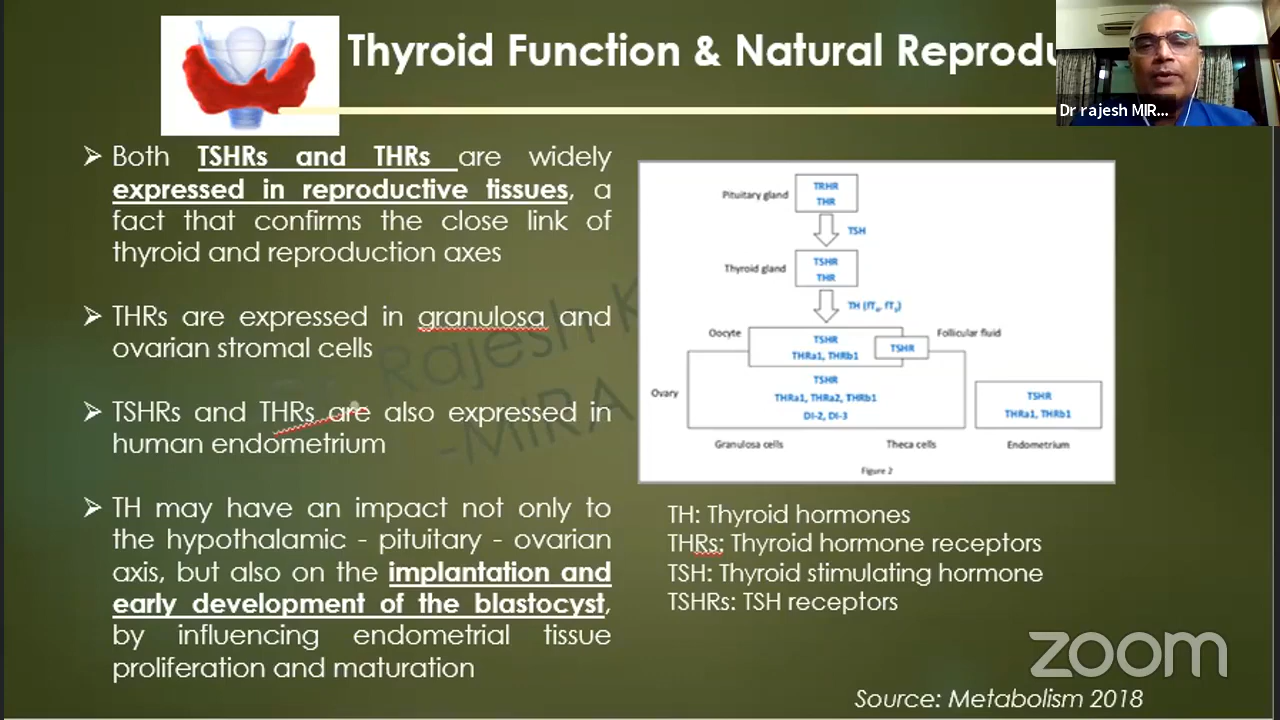 Thyroid Function & Natural Reprodu
Dr rajesh MIR...
➢ Both TSHRs and THRs are widely
expressed in reproductive tissues, a
fact that confirms the close link of
thyroid and reproduction axes
➢ THRs are expressed in granulosa and
ovarian stromal cells
➢ TSHRs and THRs are also expressed in
human endometrium
➢ TH may have an impact not only to
the hypothalamic - pituitary - ovarian
axis, but also on the implantation and
early development of the blastocyst,
by influencing endometrial tissue
proliferation and maturation
Pituitary gland
TRHR
THR
TSH
Thyroid gland
TSHR
THR
TH (fT4, fT3)
Oocyte
TSHR
THRa1, THRb1
Follicular fluid
TSHR
Ovary
TSHR
THRa1, THRa2, THRb1
DI-2, DI-3
TSHR
THRa1, THRb1
Granulosa cells
Theca cells
Endometrium
Figure 2
TH: Thyroid hormones
THRs: Thyroid hormone receptors
TSH: Thyroid stimulating hormone
TSHRs: TSH receptors
Rajesh K
-MIRA
zoom
Source: Metabolism 2018